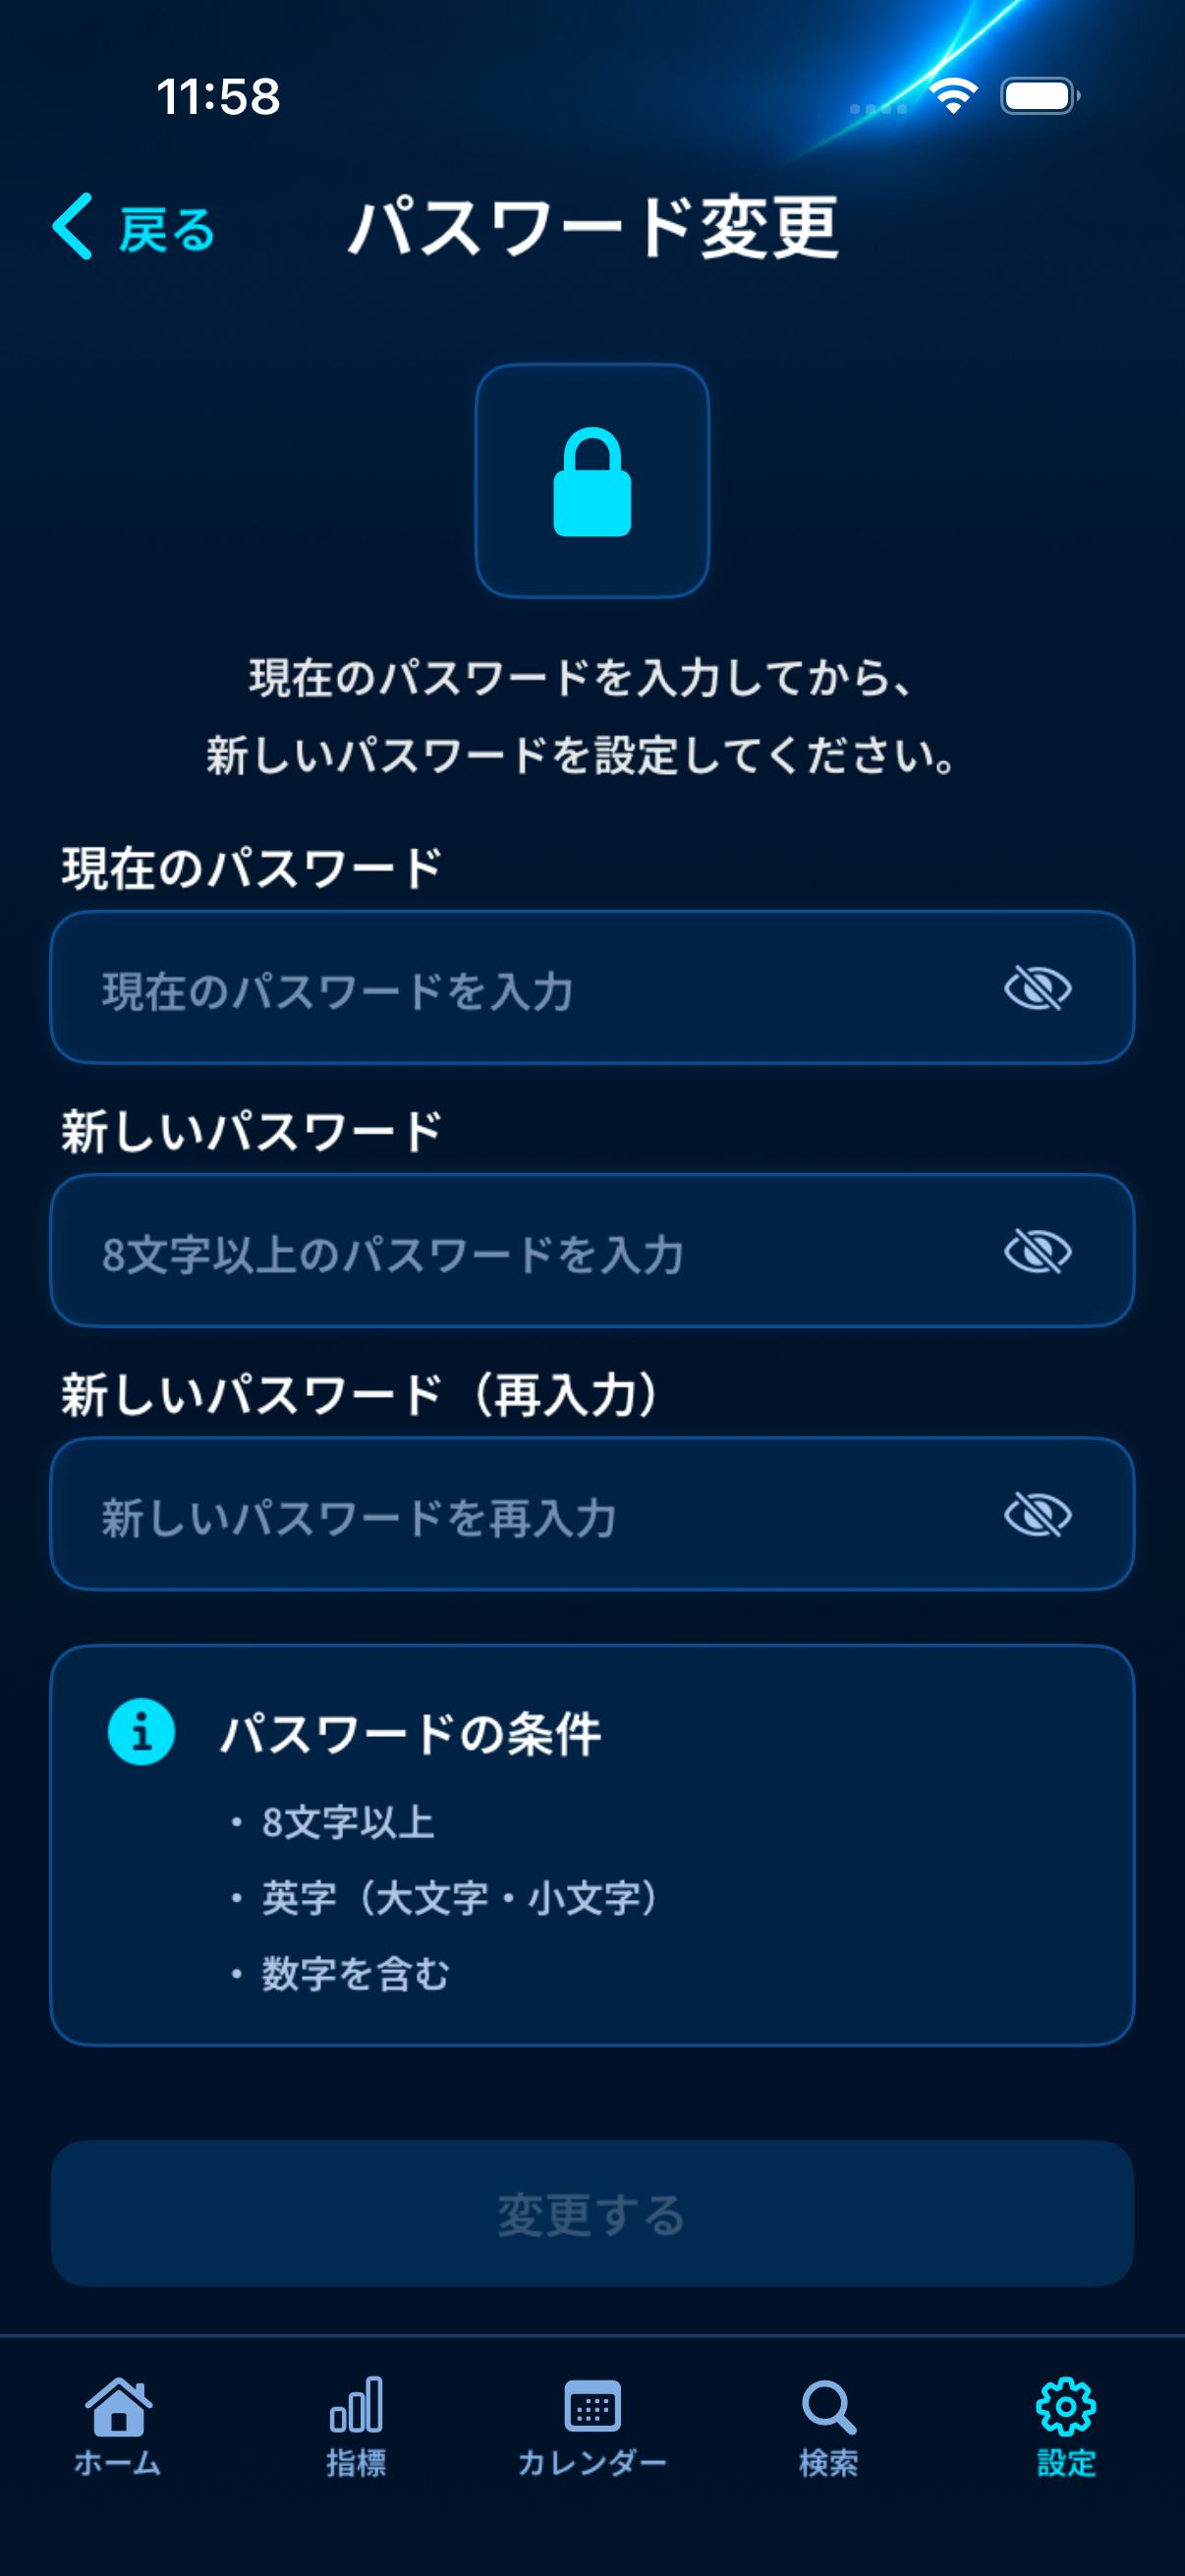 11:58
戻る
パスワード変更
現在のパスワードを入力してから、
新しいパスワードを設定してください。
現在のパスワード
現在のパスワードを入力
新しいパスワード
8文字以上のパスワードを入力
新しいパスワード（再入力）
新しいパスワードを再入力
パスワードの条件
・8文字以上
・英字（大文字・小文字）
・数字を含む
変更する
ホーム
指標
カレンダー
検索
設定